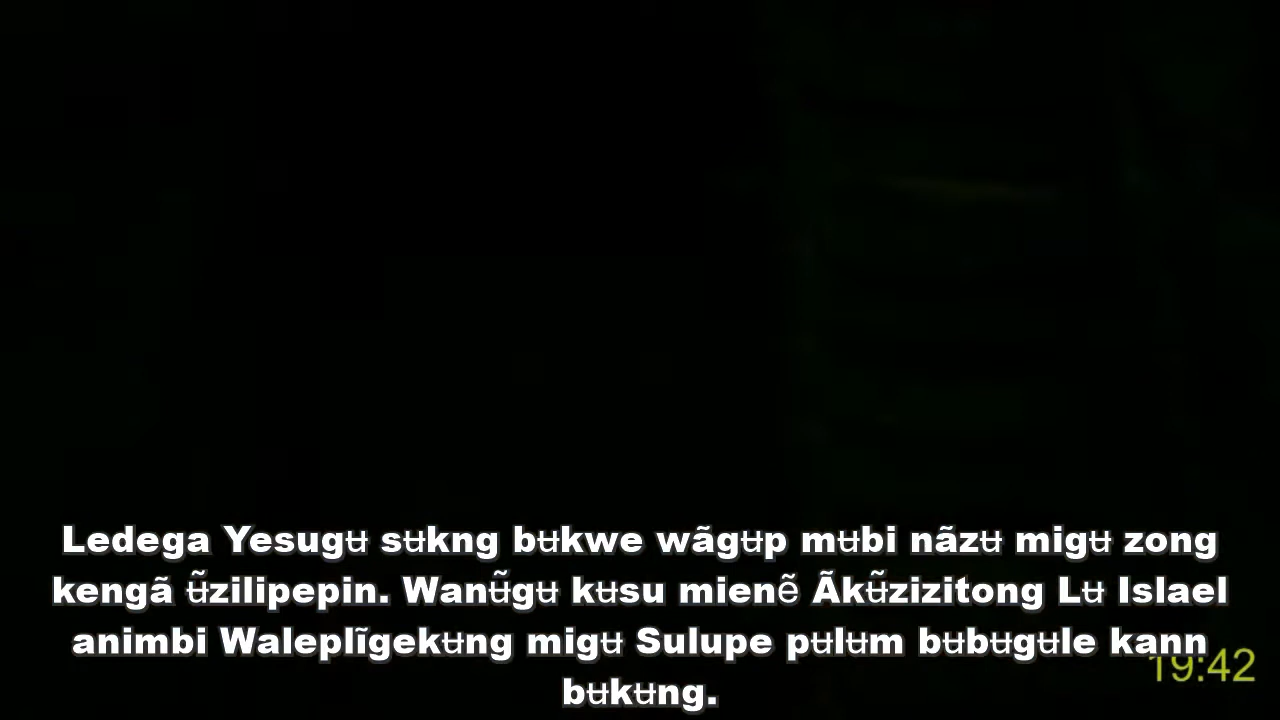 Ledega Yesugʉ sʉkng bʉkwe wãgʉp mʉbi nãzʉ migʉ zong
kengã ʉ̃zilipepin. Wanʉ̃gʉ kʉsu mienẽ Ãkʉ̃zizitong Lʉ Islael
animbi Waleplĩgekʉng migʉ Sulupe pʉlʉm bʉbʉgʉle kann
bʉkʉng.
19:42